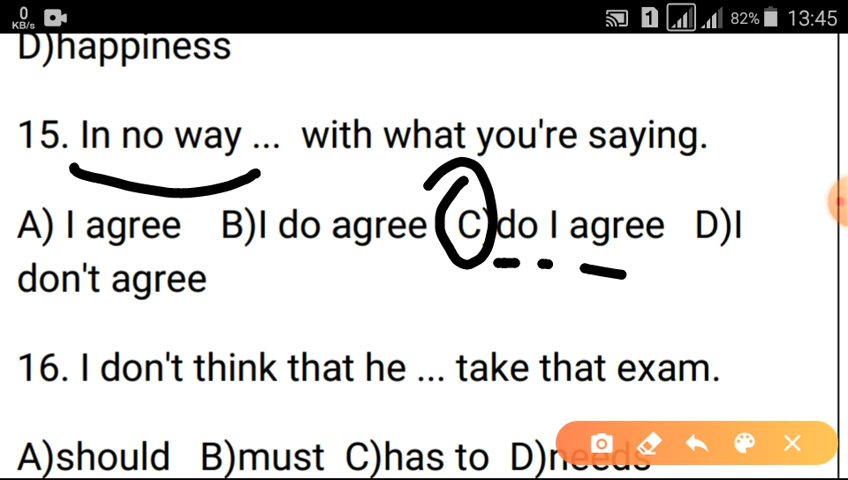 0
KB/s 1 82% 13:45
D)happiness
15. In no way ... with what you're saying.
A) I agree B)I do agree C)do I agree D)I
don't agree
16. I don't think that he ... take that exam.
A)should B)must C)has to D)needs